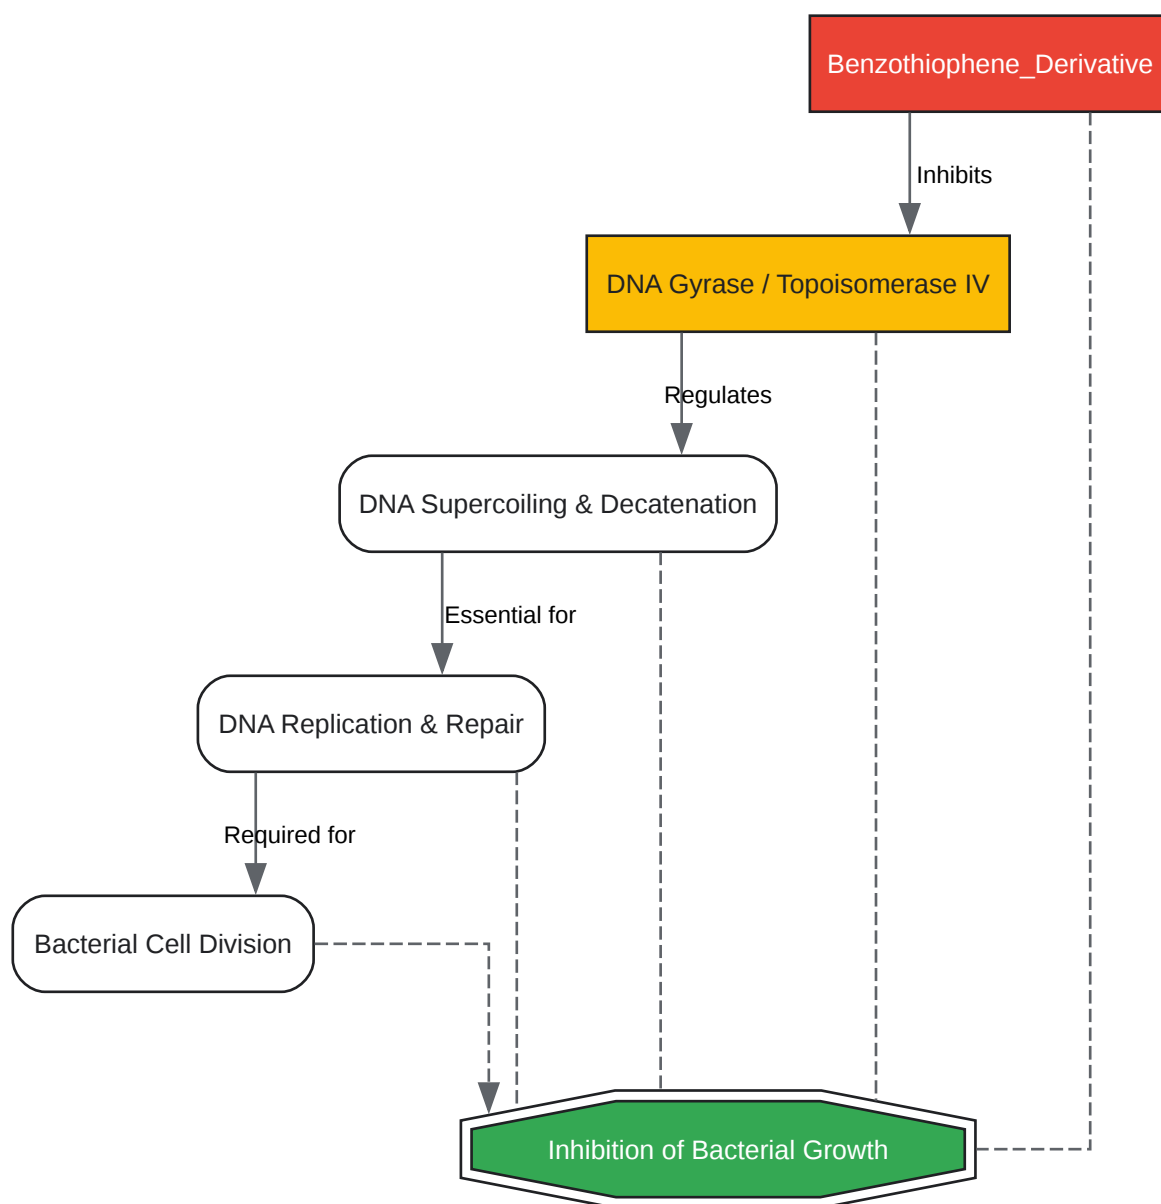 Benzothiophene_Derivative
Inhibits
DNA Gyrase / Topoisomerase IV
Regulates
DNA Supercoiling & Decatenation
Essential for
DNA Replication & Repair
Required for
Bacterial Cell Division
Inhibition of Bacterial Growth